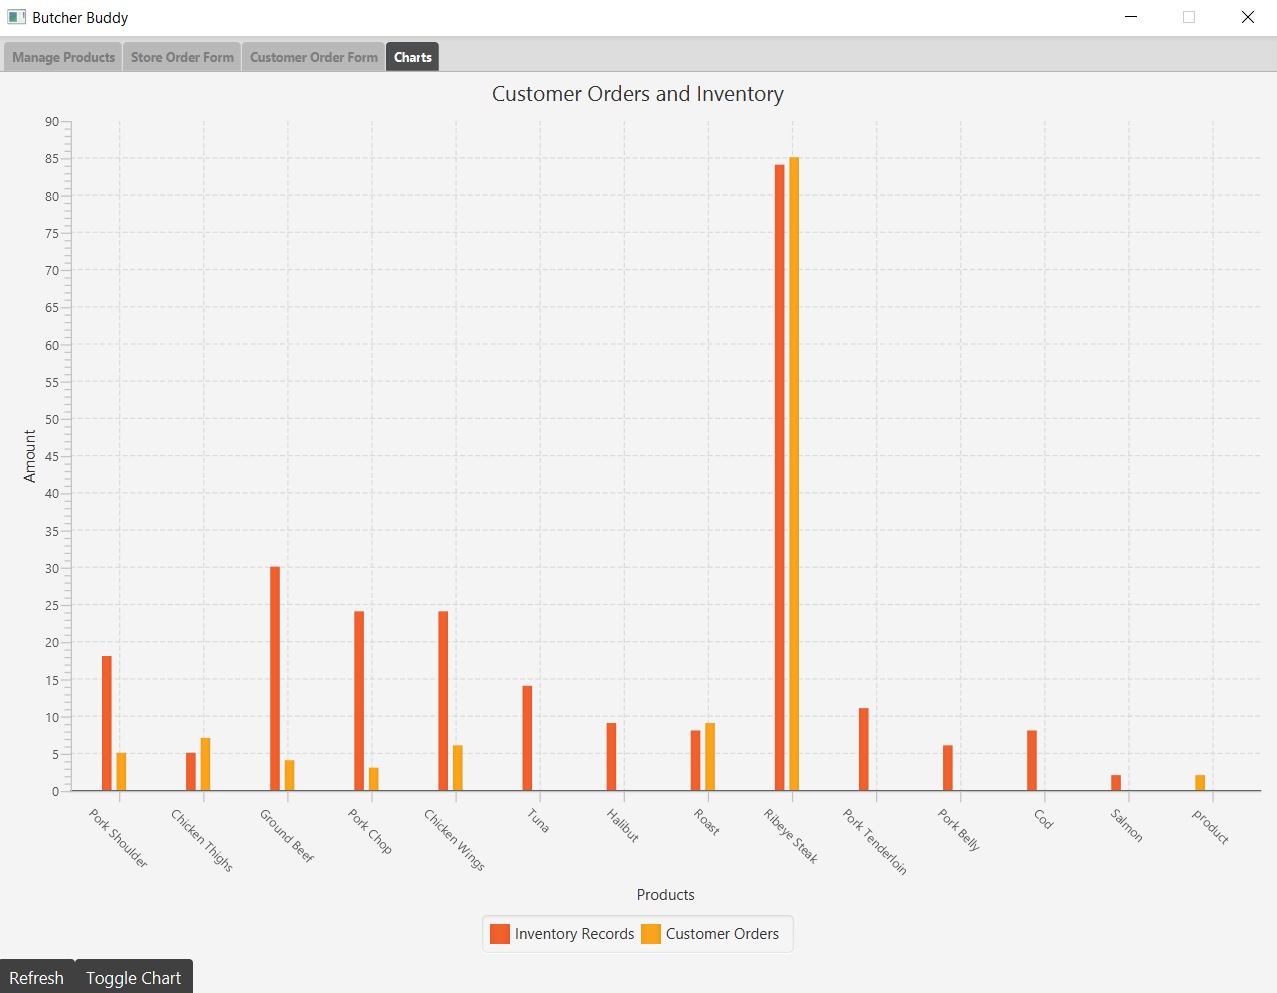 Butcher Buddy
Manage Products Store Order Form Customer Order Form Charts
Customer Orders and Inventory
90
85
80
75
70
65
60
55
50
45
40
35
30
25
20
15
10
5
0
Amount
Pork Shoulder
Chicken Thighs
Ground Beef
Pork Chop
Chicken Wings
Tuna
Halibut
Roast
Ribeye Steak
Pork Tenderloin
Pork Belly
Cod
Salmon
product
Products
Inventory Records Customer Orders
Refresh Toggle Chart